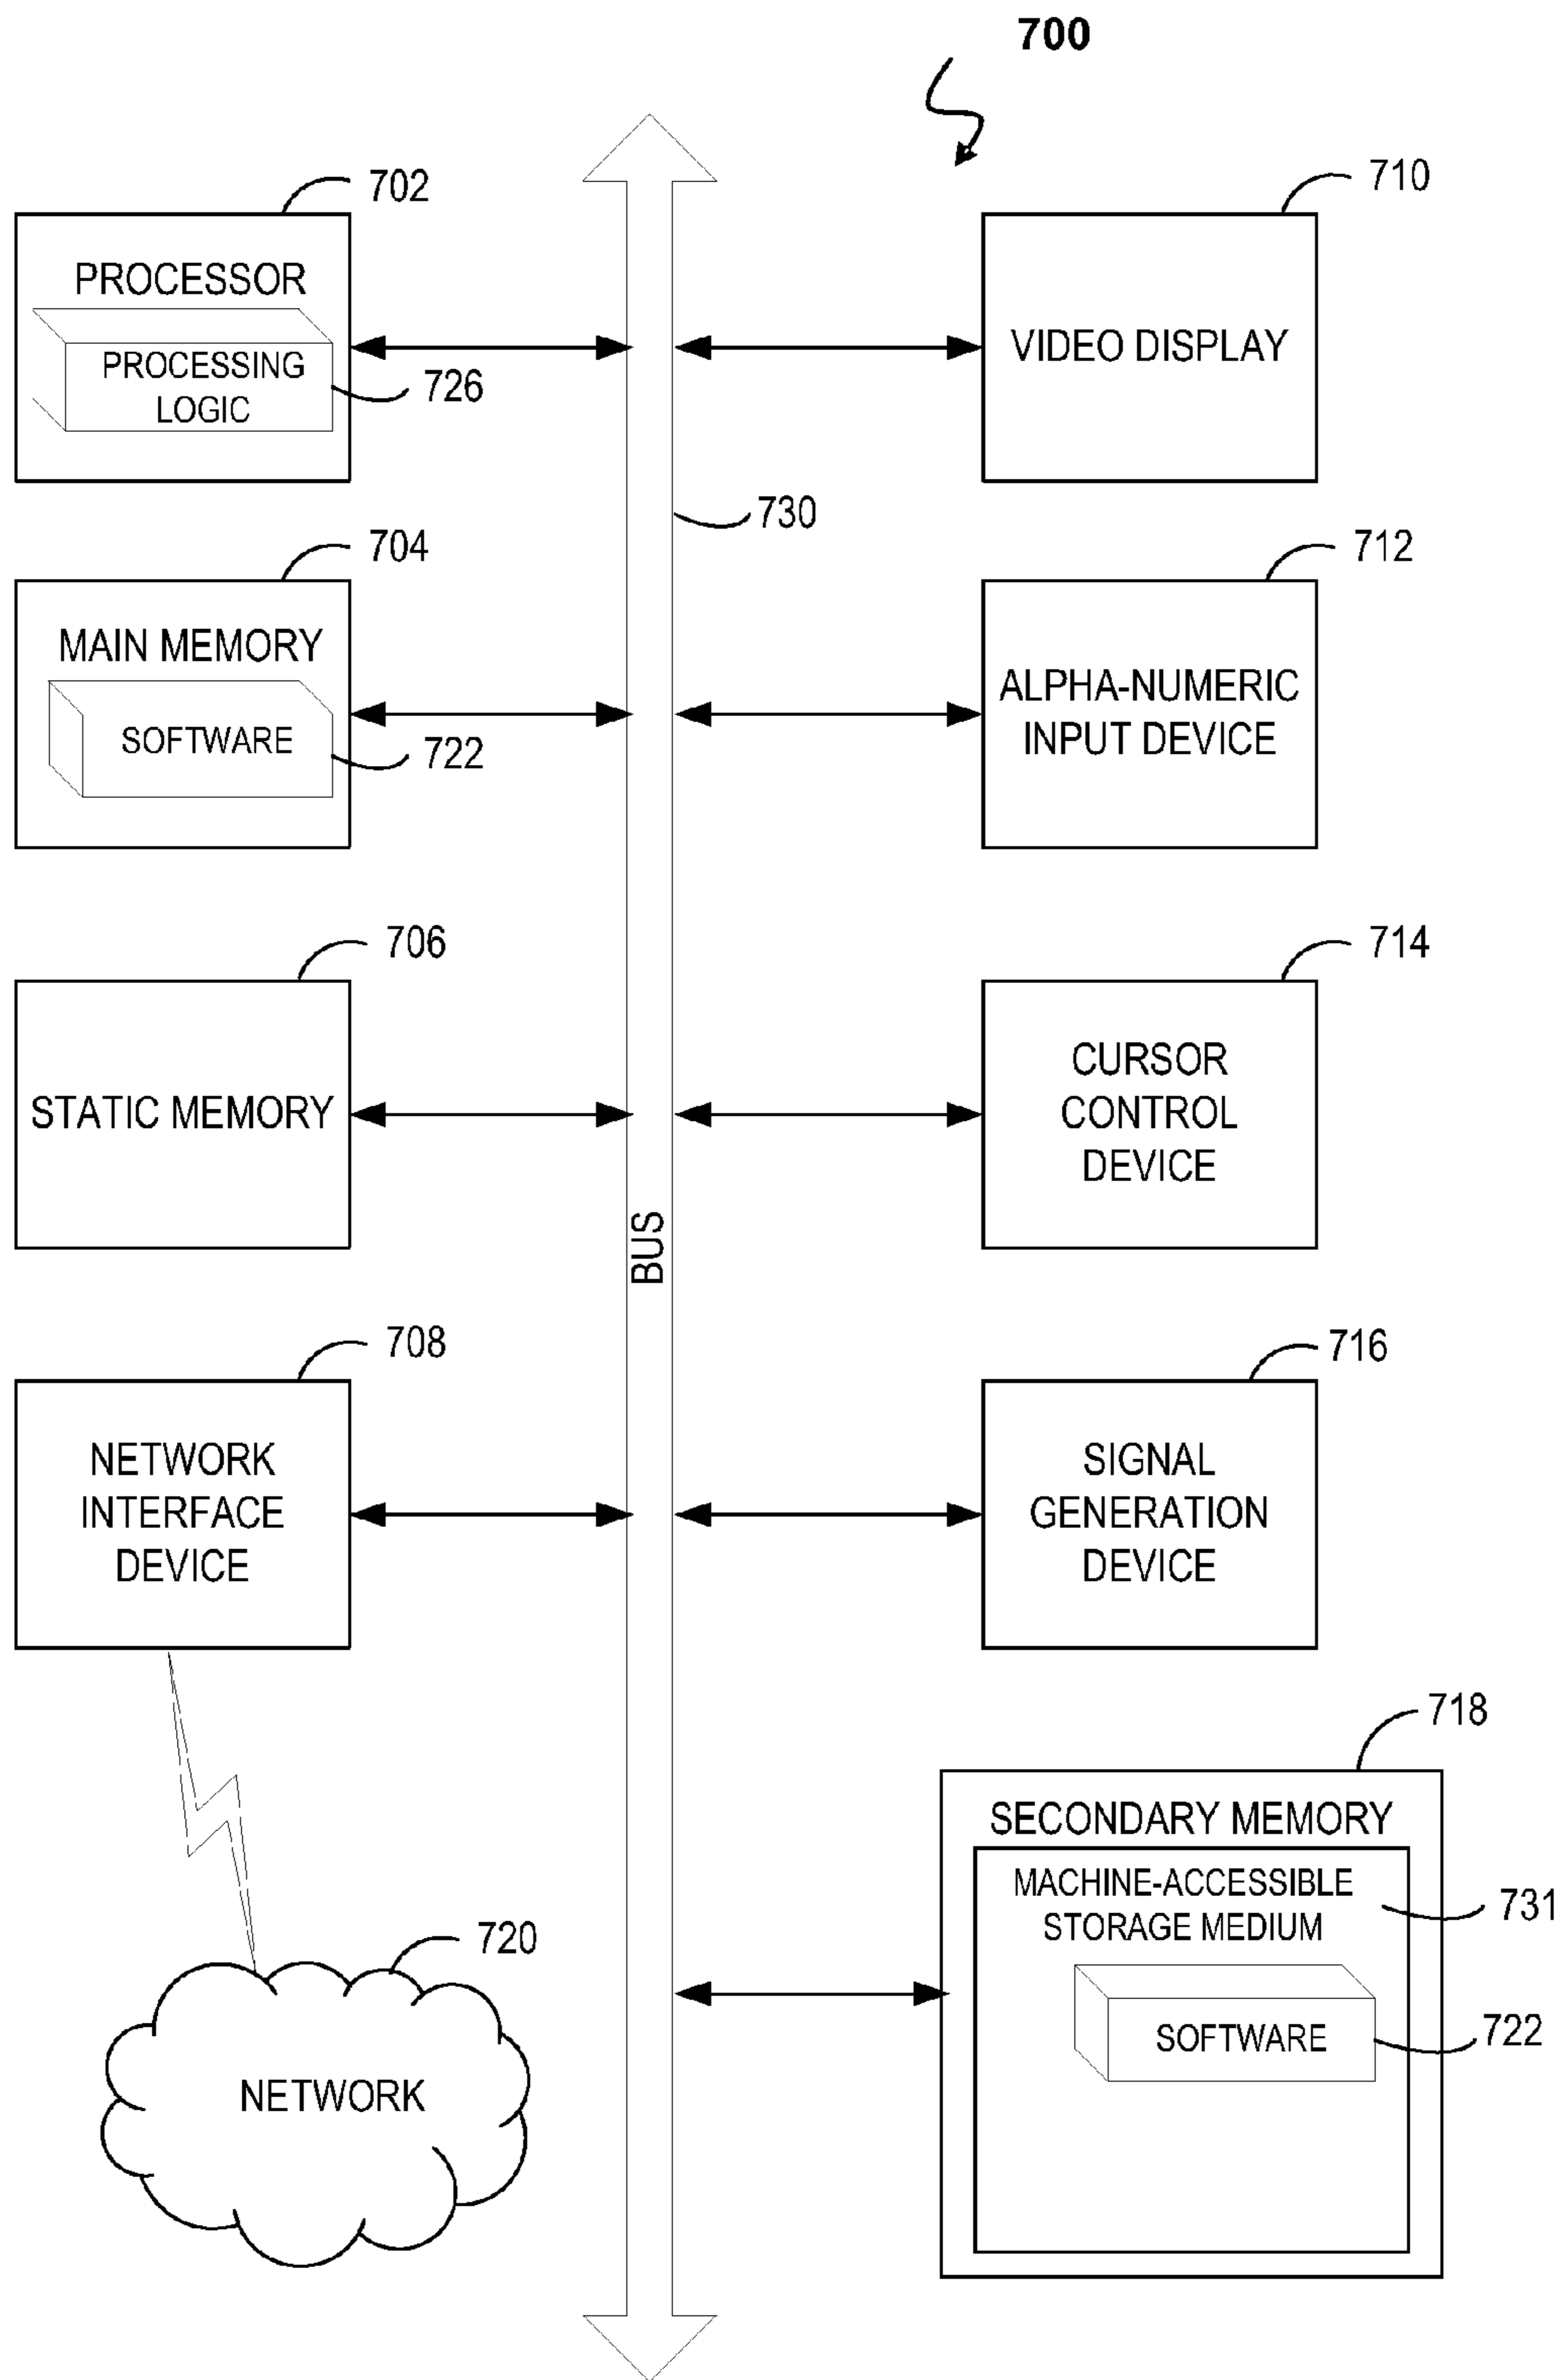 700
702
PROCESSOR
PROCESSING
LOGIC
726
710
VIDEO DISPLAY
730
704
MAIN MEMORY
SOFTWARE
722
712
ALPHA-NUMERIC
INPUT DEVICE
706
STATIC MEMORY
714
CURSOR
CONTROL
DEVICE
BUS
708
NETWORK
INTERFACE
DEVICE
716
SIGNAL
GENERATION
DEVICE
718
SECONDARY MEMORY
MACHINE-ACCESSIBLE
STORAGE MEDIUM
731
SOFTWARE
722
720
NETWORK